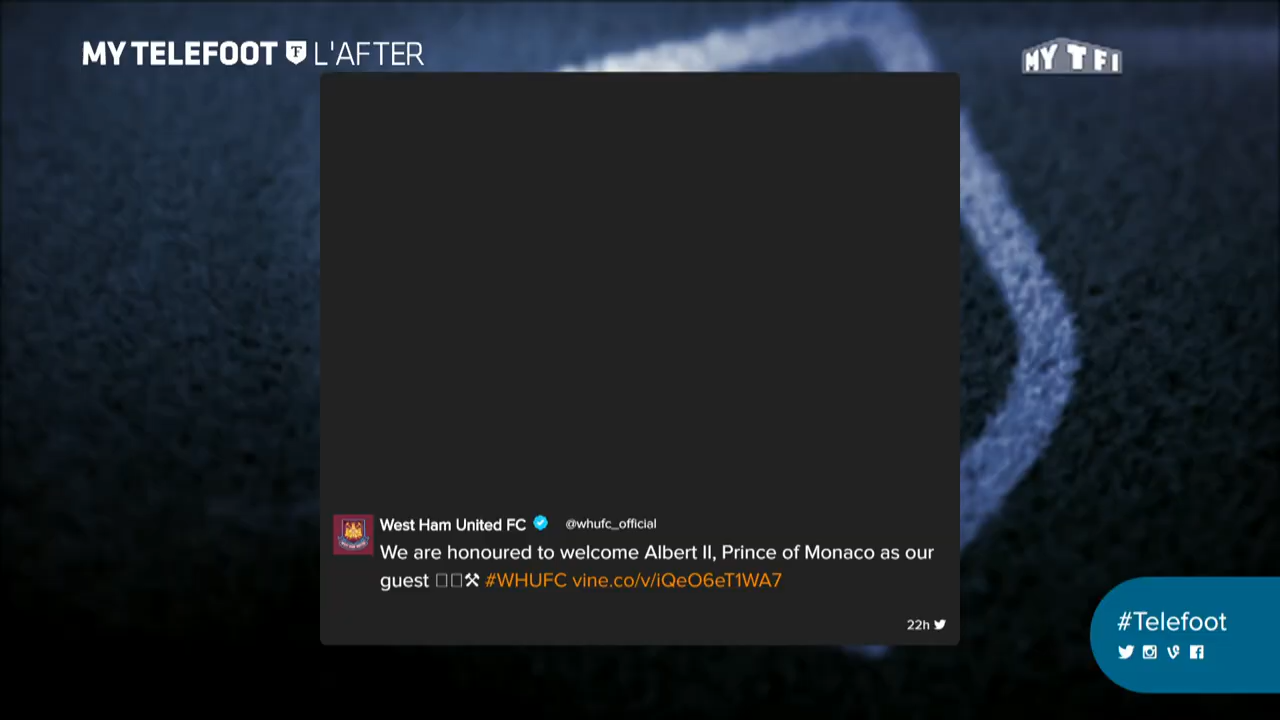 MY TELEFOOT L'AFTER
MY TF1
West Ham United FC @whufc_official
We are honoured to welcome Albert II, Prince of Monaco as our
guest □□⚒ #WHUFC vine.co/v/iQeO6eT1WA7
22h
#Telefoot